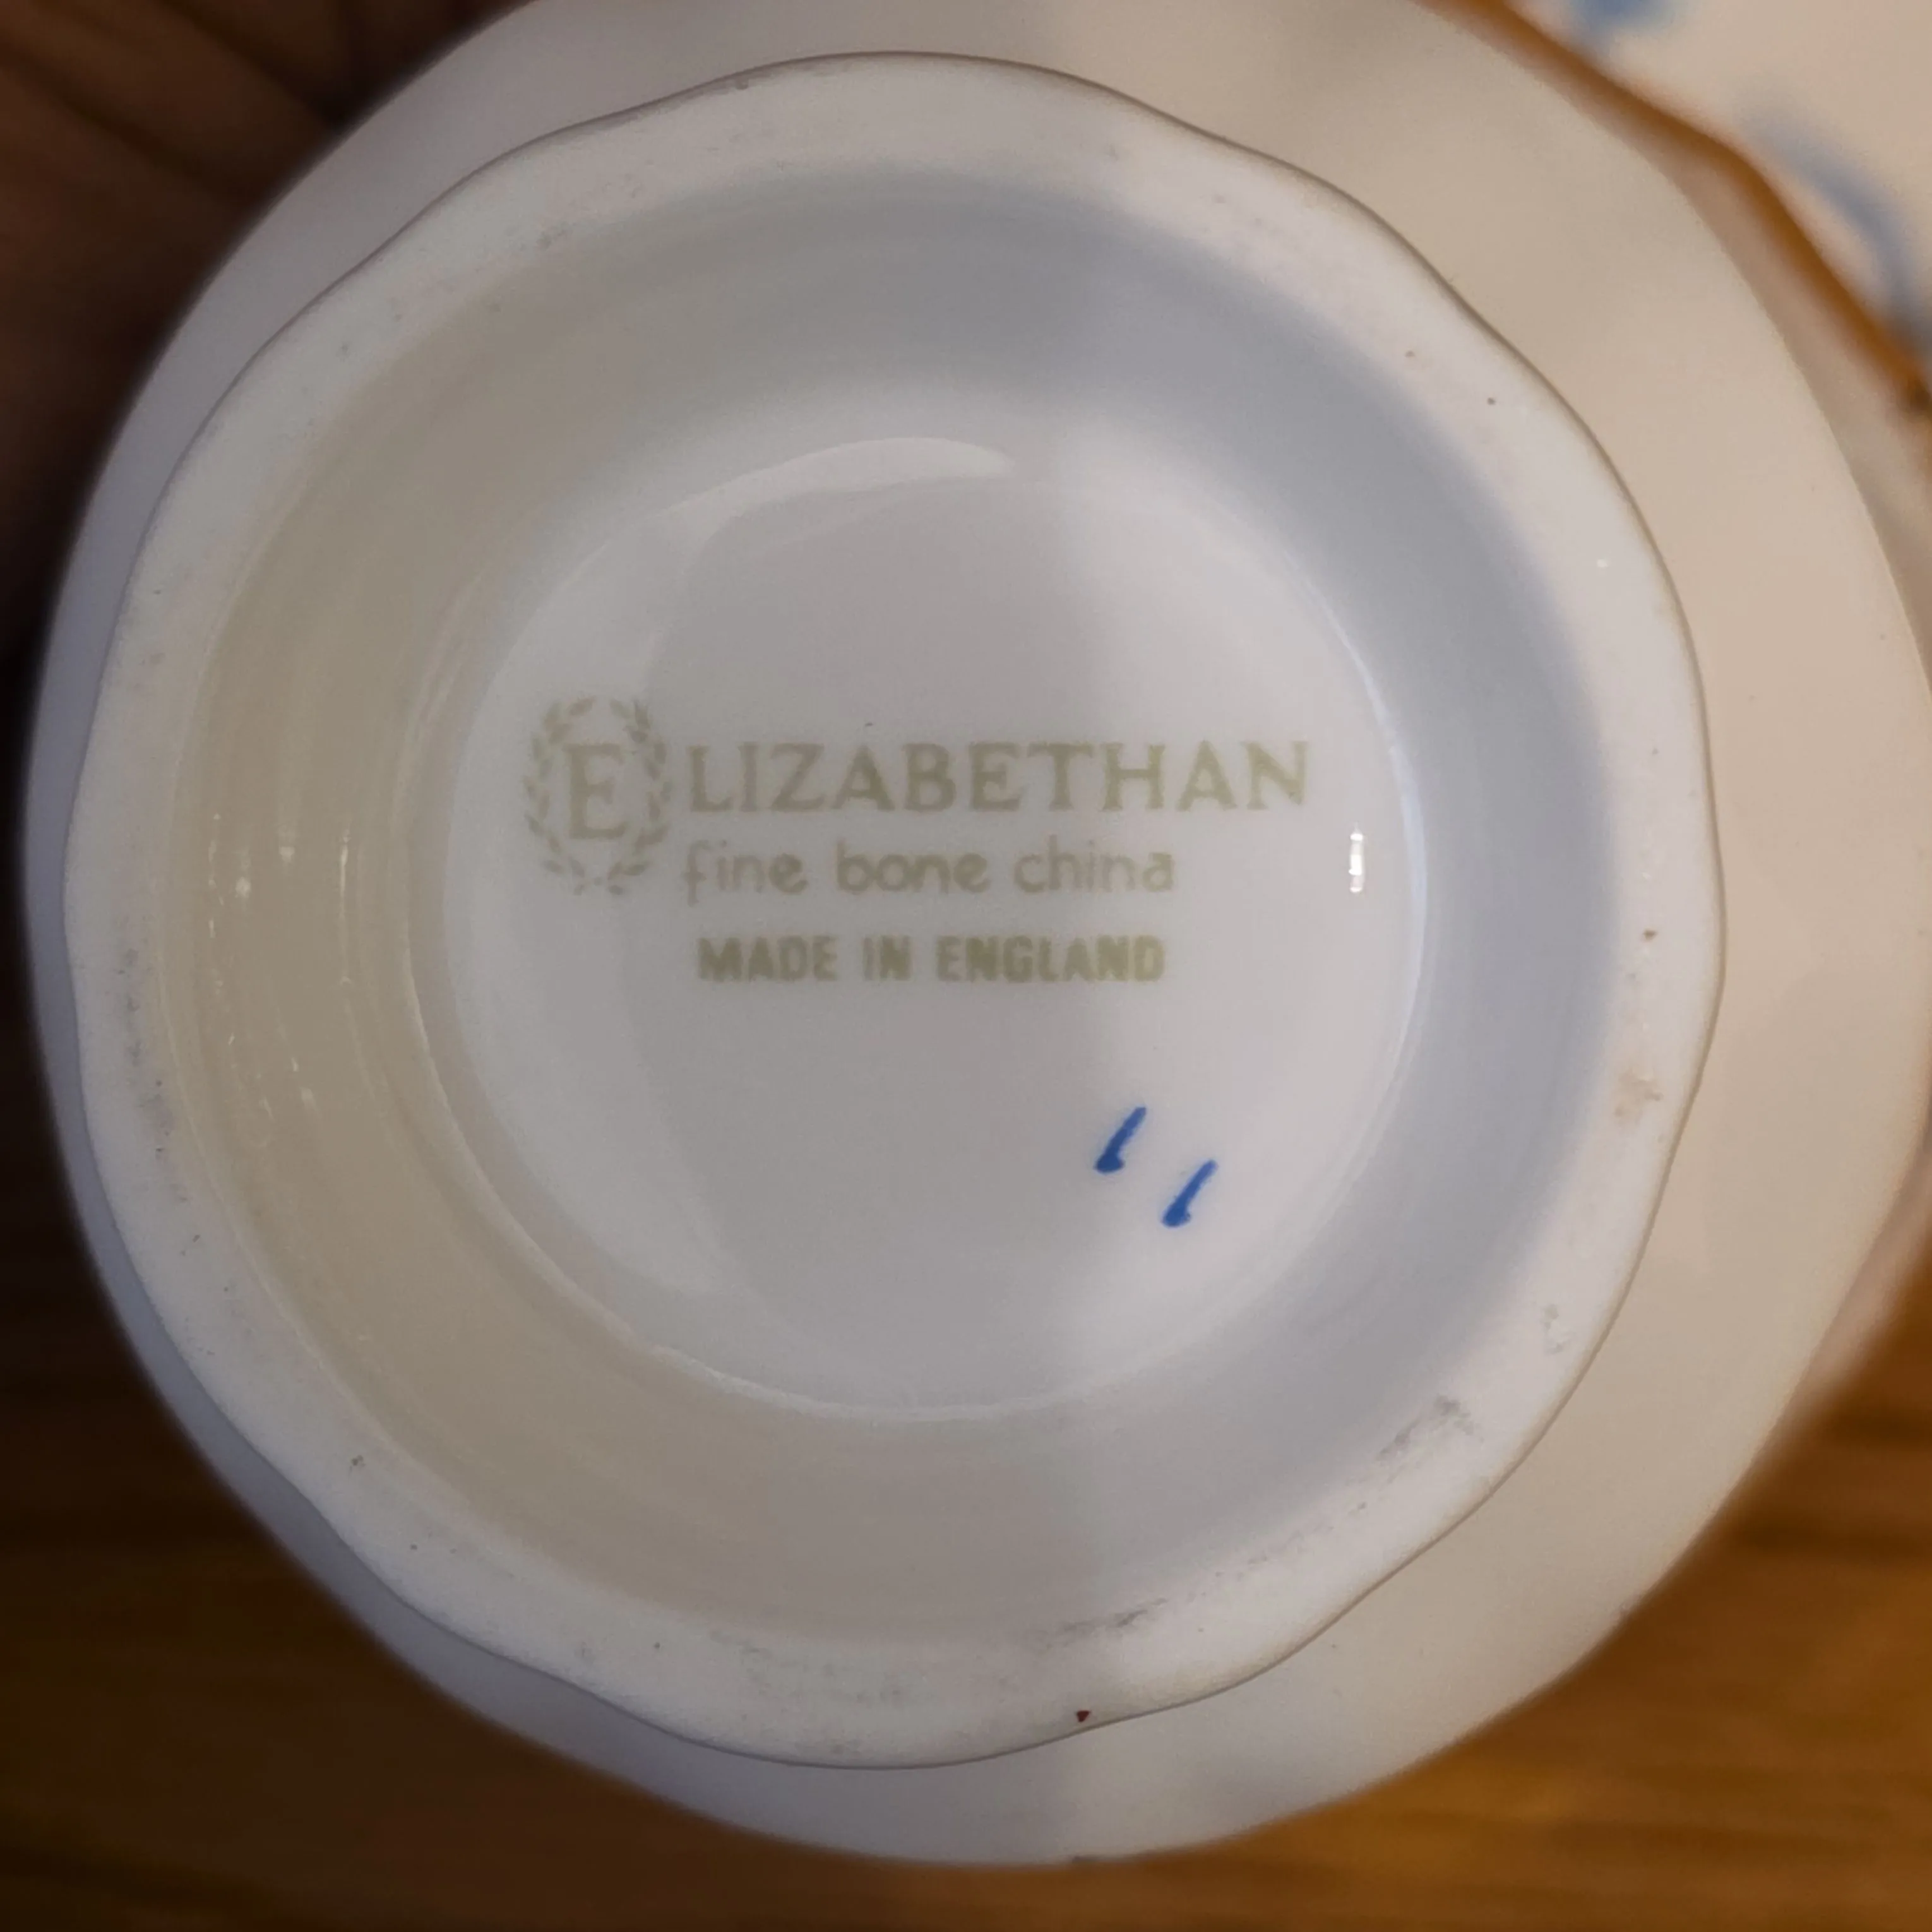 ELIZABETHAN
fine bone china
MADE IN ENGLAND